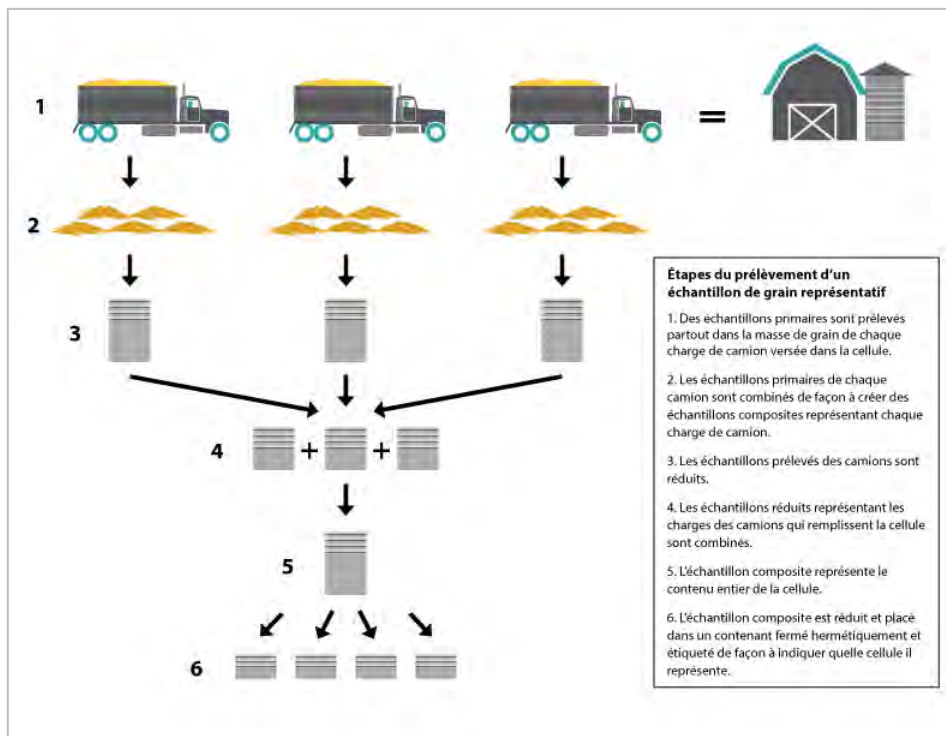 1
=
2
3
4
+
+
5
6
Étapes du prélèvement d'un
échantillon de grain représentatif
1. Des échantillons primaires sont prélevés
partout dans la masse de grain de chaque
charge de camion versée dans la cellule.
2. Les échantillons primaires de chaque
camion sont combinés de façon à créer des
échantillons composites représentant chaque
charge de camion.
3. Les échantillons prélevés des camions sont
réduits.
4. Les échantillons réduits représentant les
charges des camions qui remplissent la cellule
sont combinés.
5. L'échantillon composite représente le
contenu entier de la cellule.
6. L'échantillon composite est réduit et placé
dans un contenant fermé hermétiquement et
étiqueté de façon à indiquer quelle cellule il
représente.